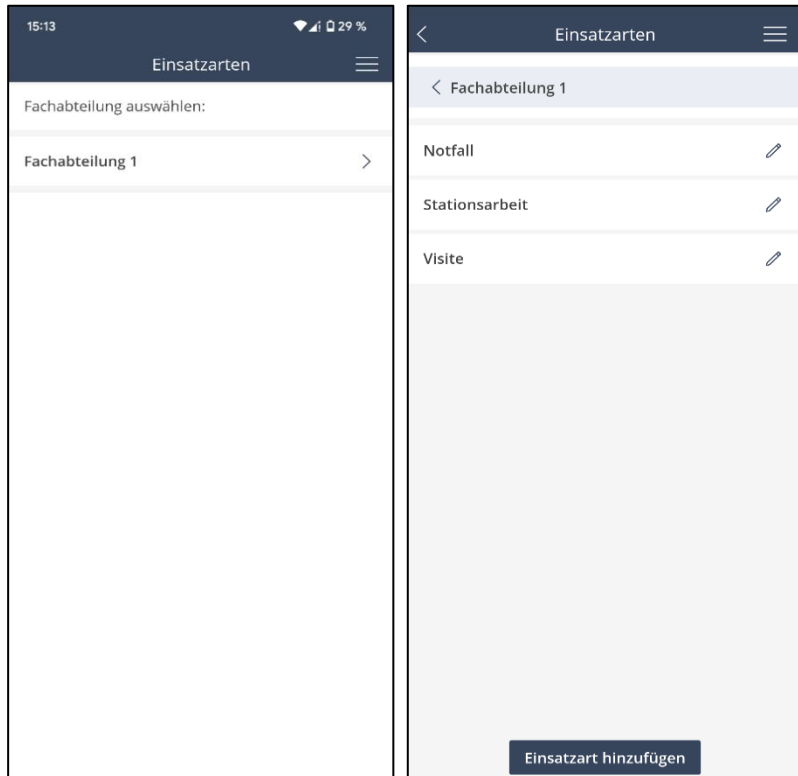 15:13 29 %
Einsatzarten
Fachabteilung auswählen:
Fachabteilung 1
Einsatzarten
Fachabteilung 1
Notfall
Stationsarbeit
Visite
Einsatzart hinzufügen